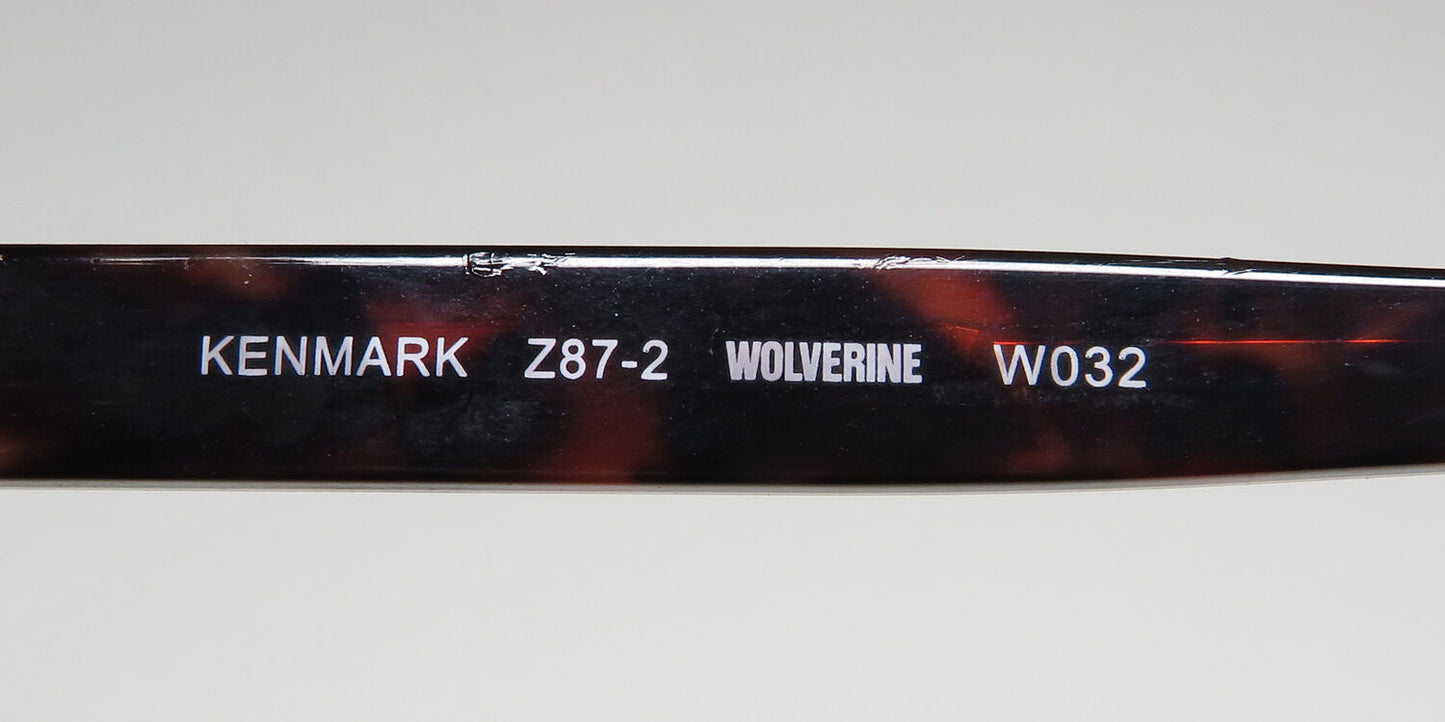 KENMARK Z87-2 WOLVERINE W032